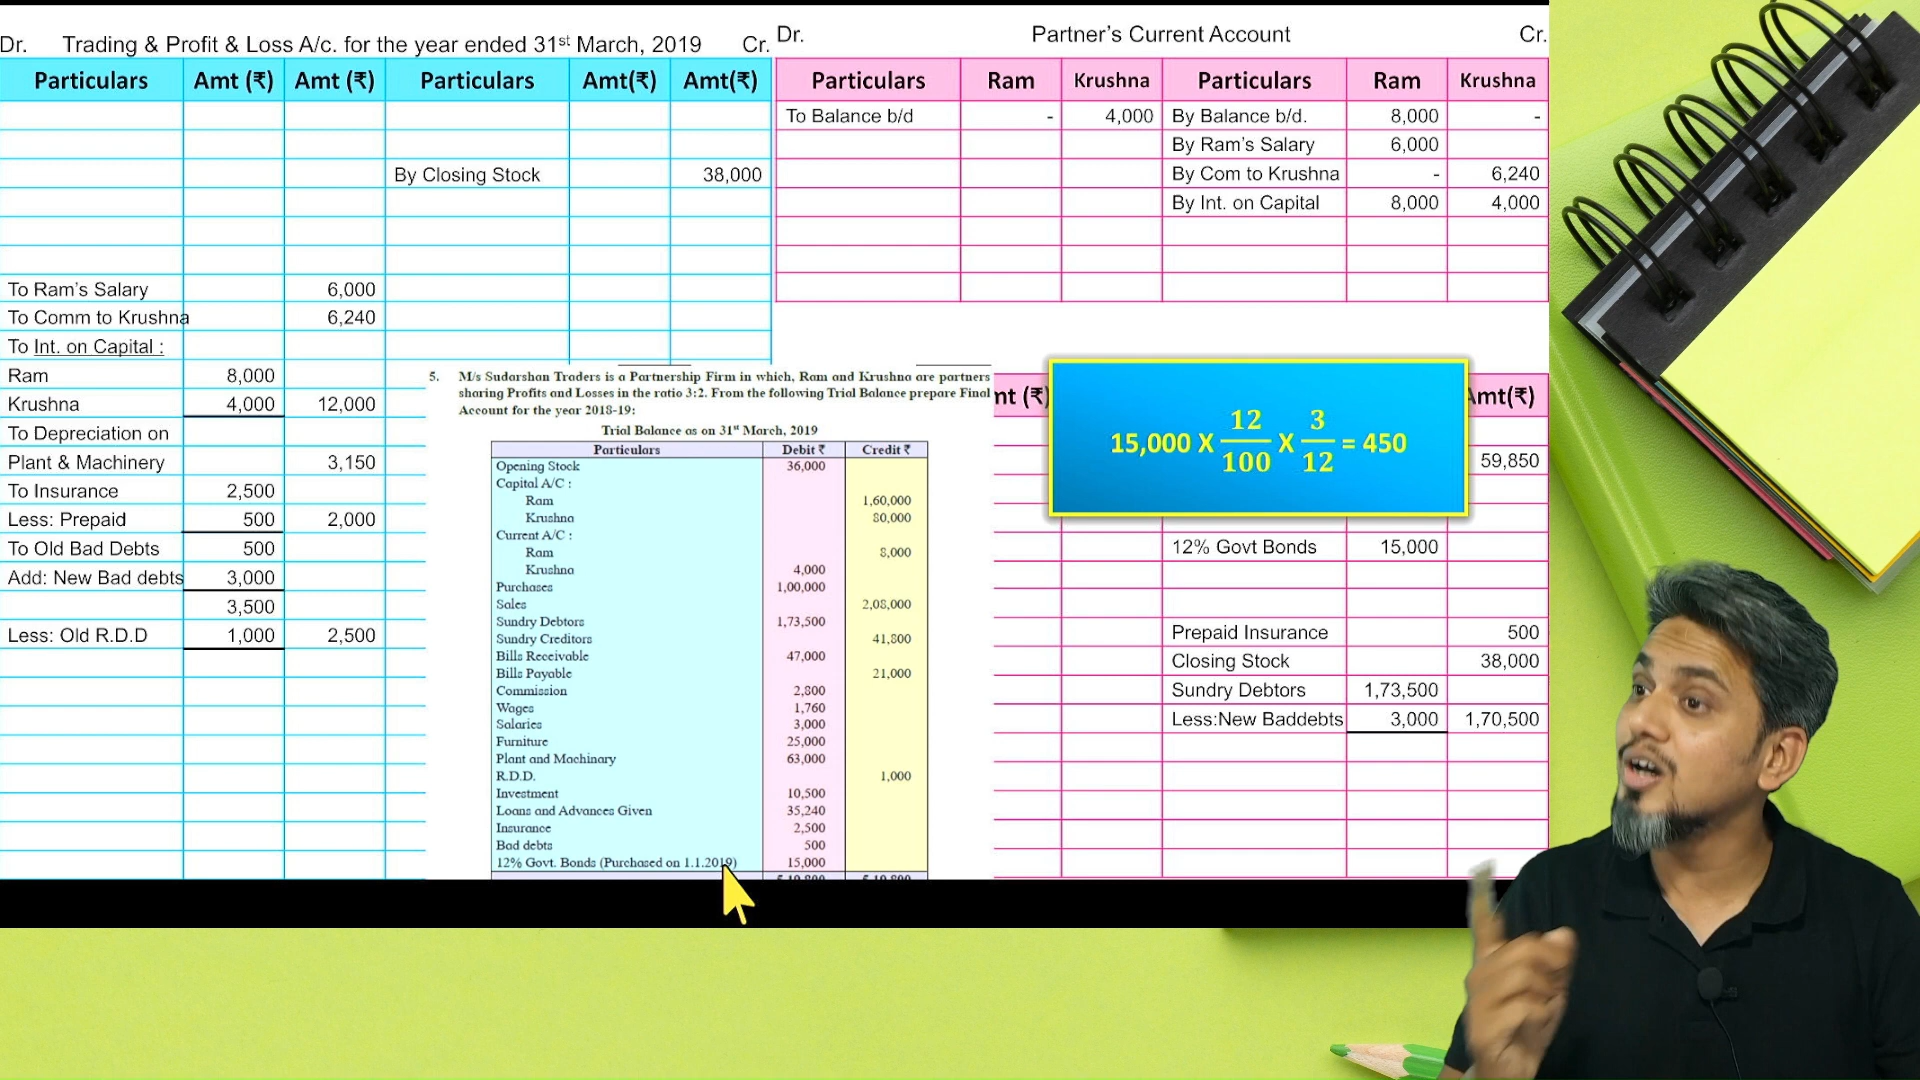 Dr. Trading & Profit & Loss A/c. for the year ended 31st March, 2019 Cr.
Particulars Amt (₹) Amt (₹) Particulars Amt(₹) Amt(₹)
By Closing Stock 38,000
To Ram's Salary 6,000
To Comm to Krushna 6,240
To Int. on Capital :
Ram 8,000
Krushna 4,000 12,000
To Depreciation on
Plant & Machinery 3,150
To Insurance 2,500
Less: Prepaid 500 2,000
To Old Bad Debts 500
Add: New Bad debts 3,000
3,500
Less: Old R.D.D 1,000 2,500
Dr. Partner's Current Account Cr.
Particulars Ram Krushna Particulars Ram Krushna
To Balance b/d - 4,000 By Balance b/d. 8,000 -
By Ram's Salary 6,000
By Com to Krushna - 6,240
By Int. on Capital 8,000 4,000
5. M/s Sudarshan Traders is a Partnership Firm in which, Ram and Krushna are partners
sharing Profits and Losses in the ratio 3:2. From the following Trial Balance prepare Final
Account for the year 2018-19:
Trial Balance as on 31st March, 2019
Particulars Debit ₹ Credit ₹
Opening Stock 36,000
Capital A/C :
Ram 1,60,000
Krushna 80,000
Current A/C :
Ram 8,000
Krushna 4,000
Purchases 1,00,000
Sales 2,08,000
Sundry Debtors 1,73,500
Sundry Creditors 41,800
Bills Receivable 47,000
Bills Payable 21,000
Commission 2,800
Wages 1,760
Salaries 3,000
Furniture 25,000
Plant and Machinary 63,000
R.D.D. 1,000
Investment 10,500
Loans and Advances Given 35,240
Insurance 2,500
Bad debts 500
12% Govt. Bonds (Purchased on 1.1.2019) 15,000
5,19,800 5,19,800
15,000 X 12/100 X 3/12 = 450
mt (₹) Amt(₹)
59,850
12% Govt Bonds 15,000
Prepaid Insurance 500
Closing Stock 38,000
Sundry Debtors 1,73,500
Less:New Baddebts 3,000 1,70,500